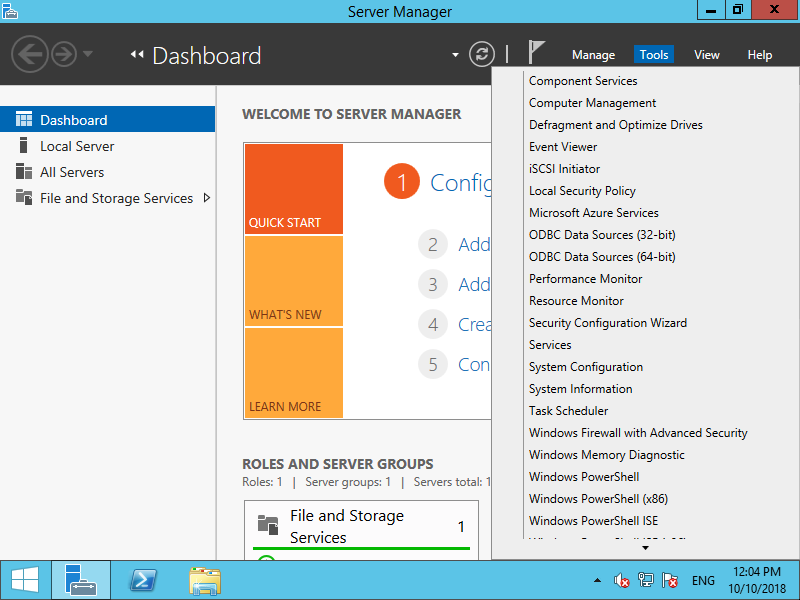 Server Manager
Dashboard
Manage Tools View Help
Dashboard
Local Server
All Servers
File and Storage Services
WELCOME TO SERVER MANAGER
QUICK START
WHAT'S NEW
LEARN MORE
1 Config
2 Add
3 Add
4 Crea
5 Con
ROLES AND SERVER GROUPS
Roles: 1 | Server groups: 1 | Servers total: 1
File and Storage
Services
1
Component Services
Computer Management
Defragment and Optimize Drives
Event Viewer
iSCSI Initiator
Local Security Policy
Microsoft Azure Services
ODBC Data Sources (32-bit)
ODBC Data Sources (64-bit)
Performance Monitor
Resource Monitor
Security Configuration Wizard
Services
System Configuration
System Information
Task Scheduler
Windows Firewall with Advanced Security
Windows Memory Diagnostic
Windows PowerShell
Windows PowerShell (x86)
Windows PowerShell ISE
ENG
12:04 PM
10/10/2018